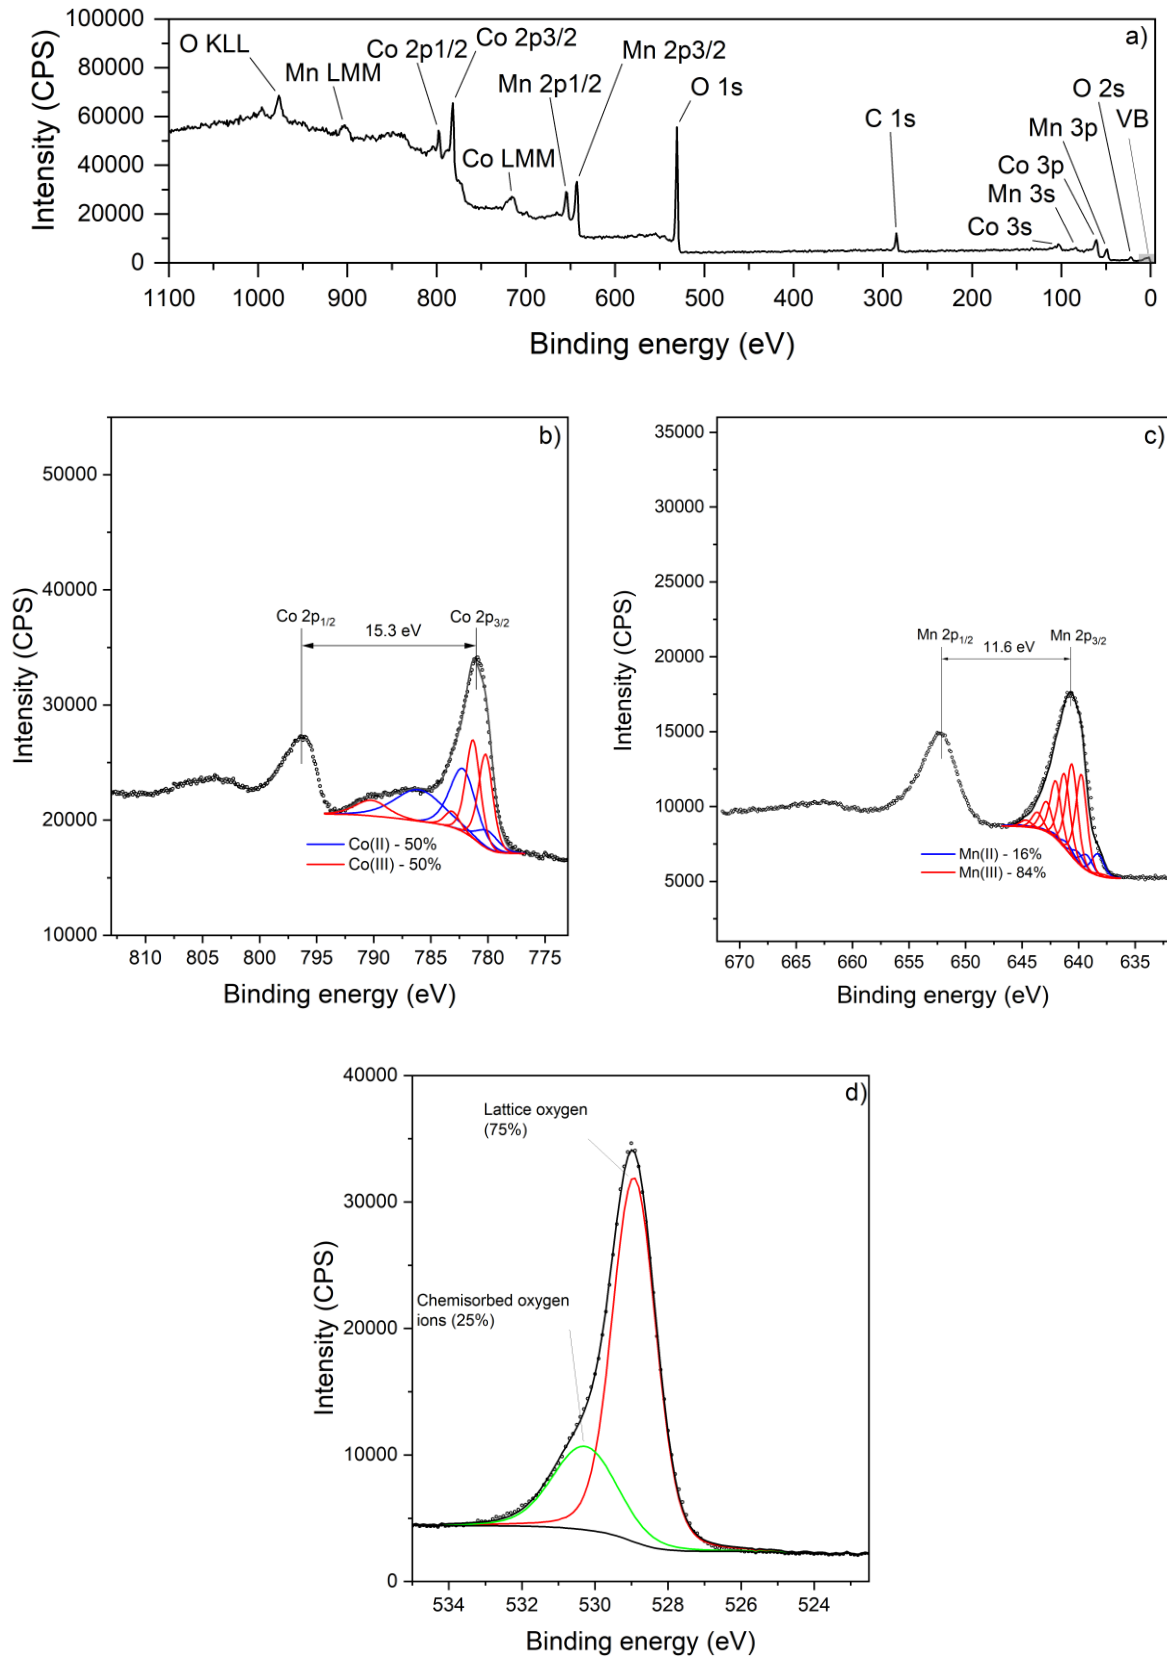 a)
O KLL
Mn LMM
Co 2p1/2
Co 2p3/2
Co LMM
Mn 2p1/2
Mn 2p3/2
O 1s
C 1s
Co 3s
Mn 3s
Co 3p
Mn 3p
O 2s
VB
Intensity (CPS)
100000
80000
60000
40000
20000
0
1100 1000 900 800 700 600 500 400 300 200 100 0
Binding energy (eV)
b)
Intensity (CPS)
50000
40000
30000
20000
10000
Co 2p1/2
Co 2p3/2
15.3 eV
Co(II) - 50%
Co(III) - 50%
810 805 800 795 790 785 780 775
Binding energy (eV)
c)
Intensity (CPS)
35000
30000
25000
20000
15000
10000
5000
Mn 2p1/2
Mn 2p3/2
11.6 eV
Mn(II) - 16%
Mn(III) - 84%
670 665 660 655 650 645 640 635
Binding energy (eV)
d)
Intensity (CPS)
40000
30000
20000
10000
0
Lattice oxygen
(75%)
Chemisorbed oxygen
ions (25%)
534 532 530 528 526 524
Binding energy (eV)